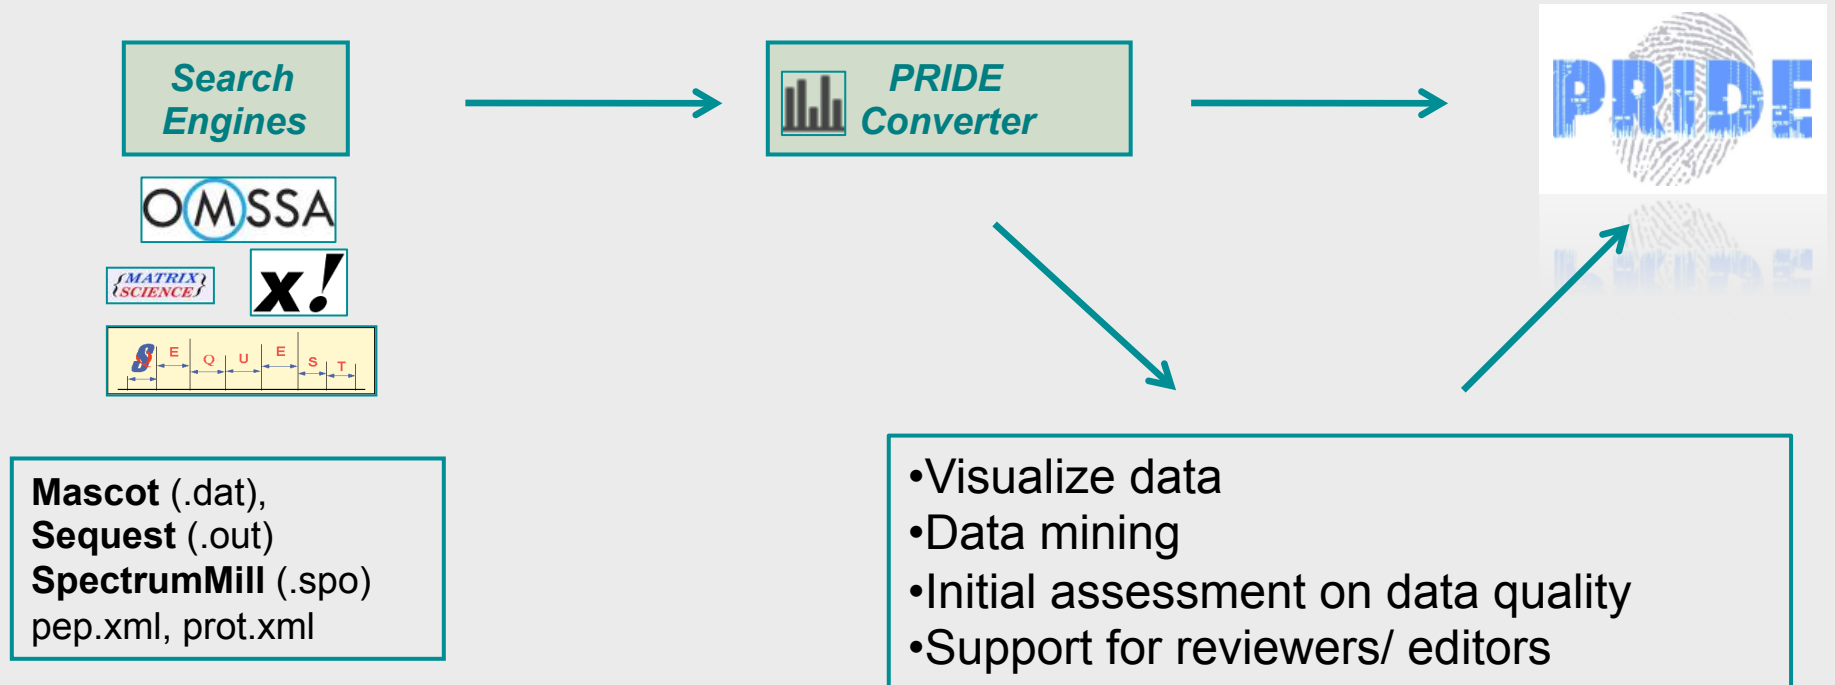 Search
Engines
PRIDE
Converter
PRIDE
OMSSA
{MATRIX}
{SCIENCE}
x!
SEQUEST
Mascot (.dat),
Sequest (.out)
SpectrumMill (.spo)
pep.xml, prot.xml
•Visualize data
•Data mining
•Initial assessment on data quality
•Support for reviewers/ editors